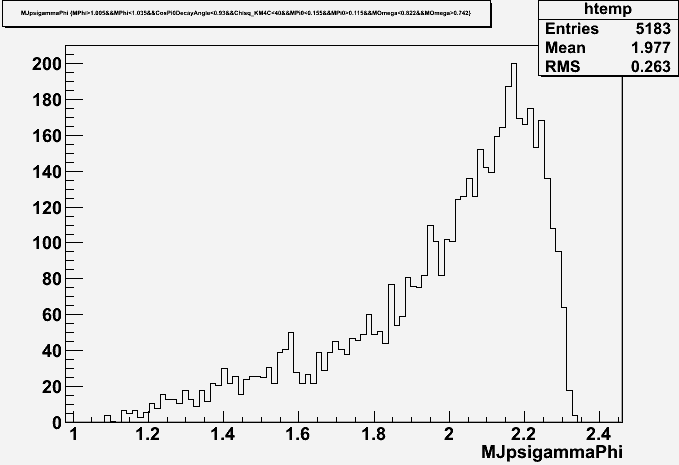 MJpsigammaPhi {MPhi>1.005&&MPhi<1.035&&CosPi0DecayAngle<0.93&&Chisq_KM4C<40&&MPi0<0.155&&MPi0>0.115&&MOmega<0.822&&MOmega>0.742}
htemp
Entries 5183
Mean 1.977
RMS 0.263
200
180
160
140
120
100
80
60
40
20
0
1 1.2 1.4 1.6 1.8 2 2.2 2.4
MJpsigammaPhi